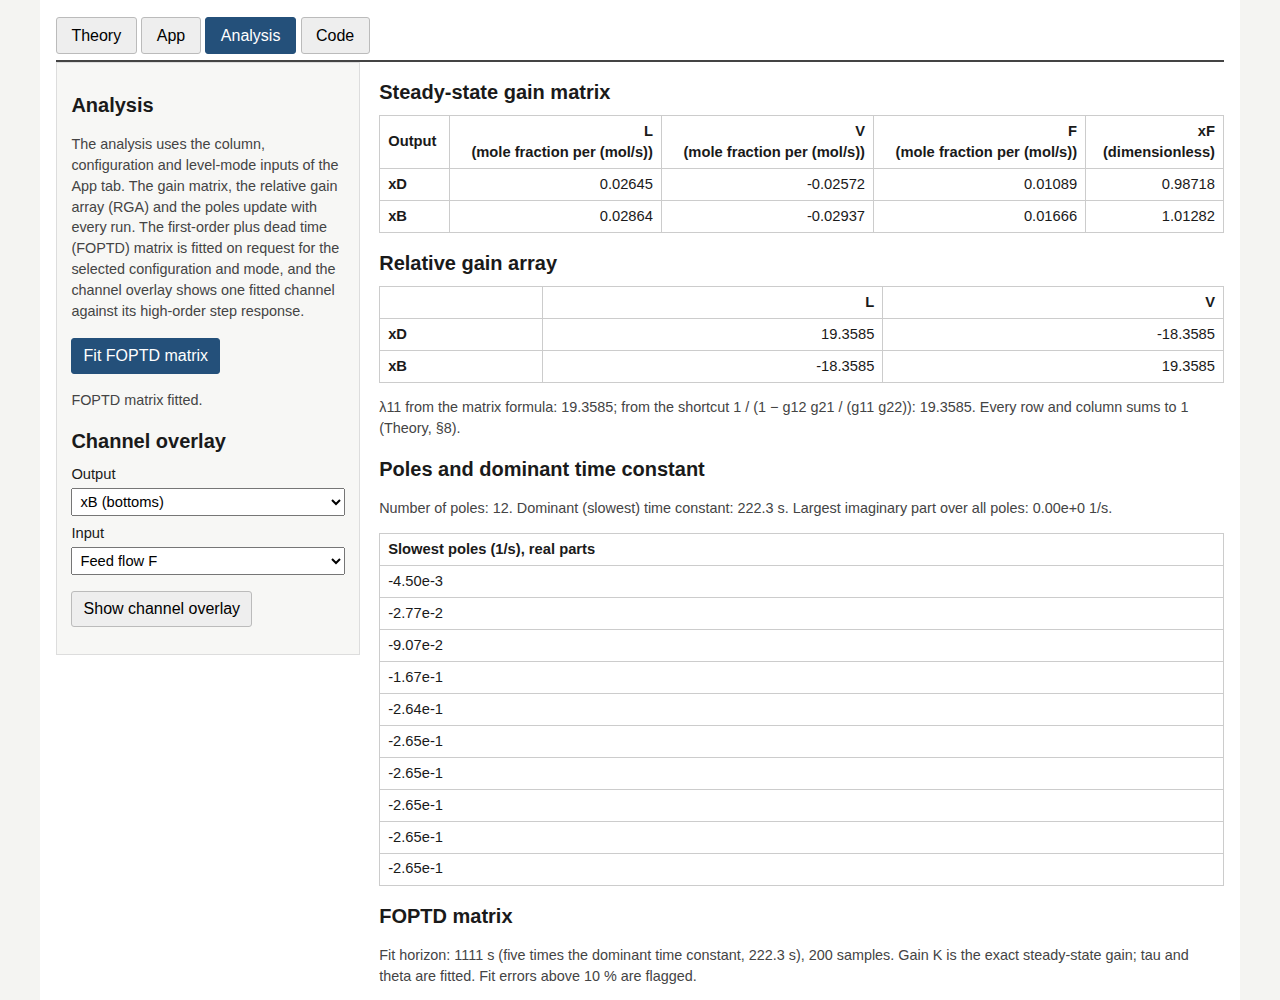 Theory App Analysis Code
Analysis
The analysis uses the column,
configuration and level-mode inputs of the
App tab. The gain matrix, the relative gain
array (RGA) and the poles update with
every run. The first-order plus dead time
(FOPTD) matrix is fitted on request for the
selected configuration and mode, and the
channel overlay shows one fitted channel
against its high-order step response.
Fit FOPTD matrix
FOPTD matrix fitted.
Channel overlay
Output
xB (bottoms)
Input
Feed flow F
Show channel overlay
Steady-state gain matrix
Output L V F xF
(mole fraction per (mol/s)) (mole fraction per (mol/s)) (mole fraction per (mol/s)) (dimensionless)
xD 0.02645 -0.02572 0.01089 0.98718
xB 0.02864 -0.02937 0.01666 1.01282
Relative gain array
L V
xD 19.3585 -18.3585
xB -18.3585 19.3585
λ11 from the matrix formula: 19.3585; from the shortcut 1 / (1 − g12 g21 / (g11 g22)): 19.3585. Every row and column sums to 1
(Theory, §8).
Poles and dominant time constant
Number of poles: 12. Dominant (slowest) time constant: 222.3 s. Largest imaginary part over all poles: 0.00e+0 1/s.
Slowest poles (1/s), real parts
-4.50e-3
-2.77e-2
-9.07e-2
-1.67e-1
-2.64e-1
-2.65e-1
-2.65e-1
-2.65e-1
-2.65e-1
-2.65e-1
FOPTD matrix
Fit horizon: 1111 s (five times the dominant time constant, 222.3 s), 200 samples. Gain K is the exact steady-state gain; tau and
theta are fitted. Fit errors above 10 % are flagged.